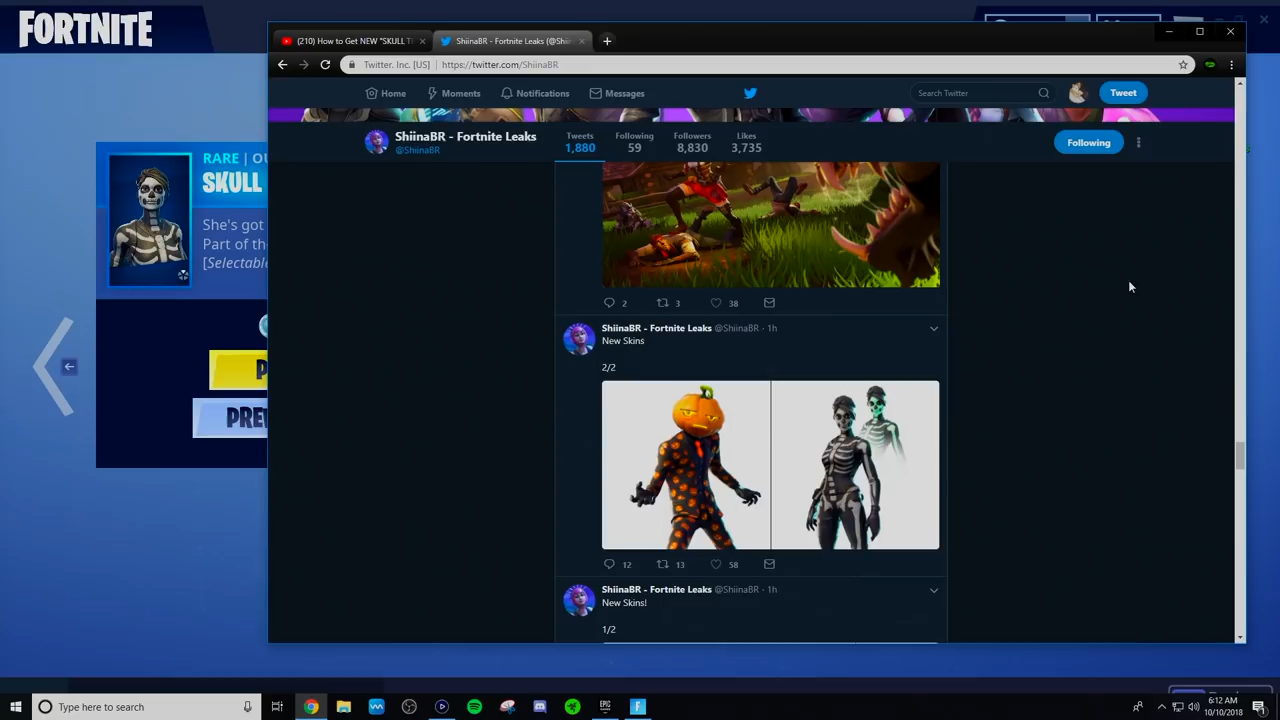 FORTNITE
(210) How to Get NEW "SKULL T
ShiinaBR - Fortnite Leaks (@Shiin
Twitter, Inc. [US] | https://twitter.com/ShiinaBR
Home
Moments
Notifications
Messages
Search Twitter
Tweet
ShiinaBR - Fortnite Leaks
@ShiinaBR
Tweets
1,880
Following
59
Followers
8,830
Likes
3,735
Following
RARE | OU
SKULL
She's got
Part of the
[Selectable
PRE
2
3
38
ShiinaBR - Fortnite Leaks @ShiinaBR · 1h
New Skins
2/2
12
13
58
ShiinaBR - Fortnite Leaks @ShiinaBR · 1h
New Skins!
1/2
Type here to search
EPIC
6:12 AM
10/10/2018